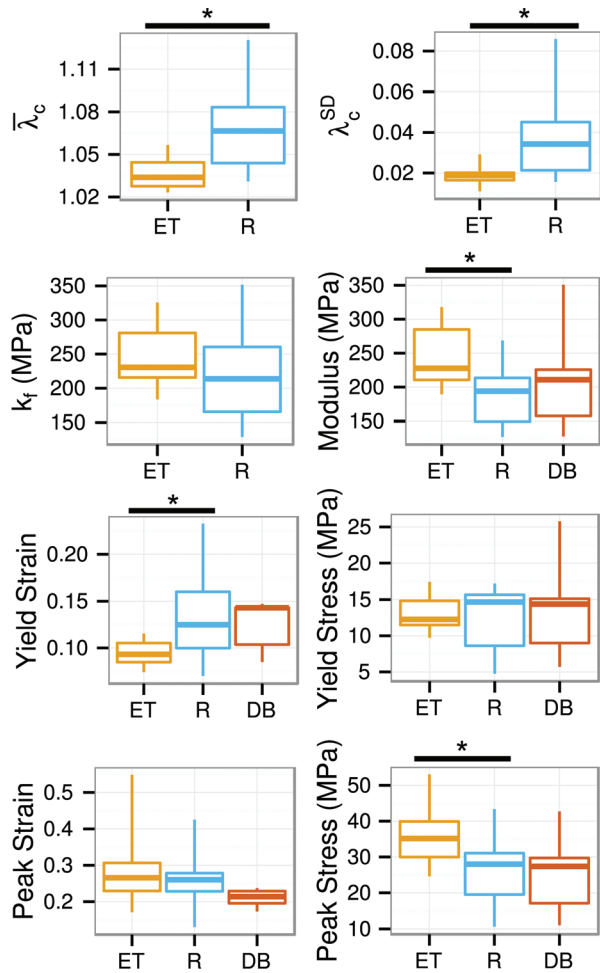 *
1.11
1.08
1.05
1.02
λ̅c
ET R
*
0.08
0.06
0.04
0.02
λcSD
ET R
350
300
250
200
150
kf (MPa)
ET R
*
350
300
250
200
150
Modulus (MPa)
ET R DB
*
0.20
0.15
0.10
Yield Strain
ET R DB
25
20
15
10
5
Yield Stress (MPa)
ET R DB
0.5
0.4
0.3
0.2
Peak Strain
ET R DB
*
50
40
30
20
10
Peak Stress (MPa)
ET R DB